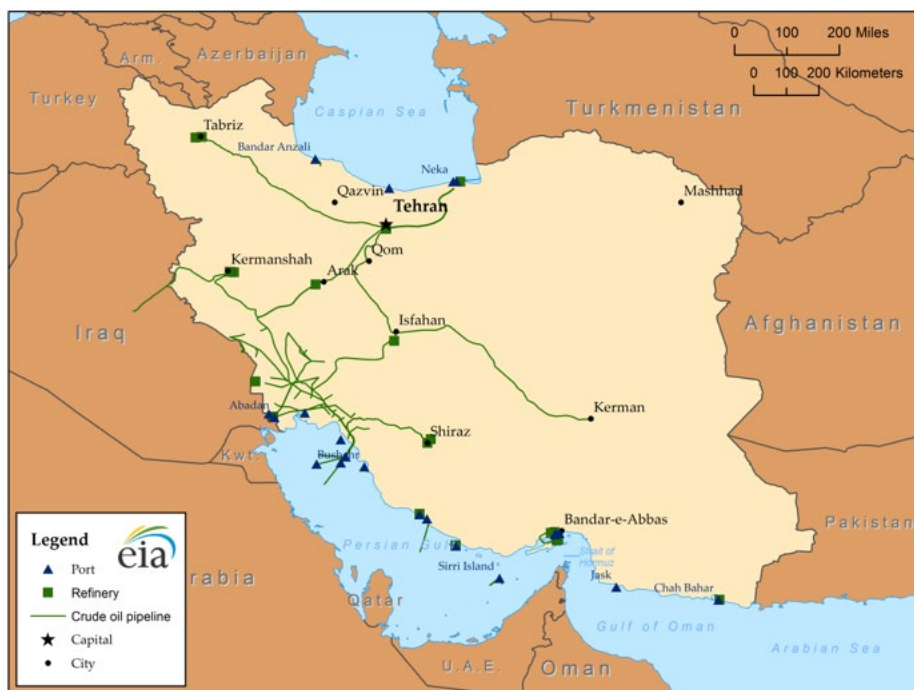 0 100 200 Miles
0 100 200 Kilometers
Arm.
Azerbaijan
Turkey
Caspian Sea
Turkmenistan
Tabriz
Bandar Anzali
Neka
Qazvin
Mashhad
Tehran
Qom
Kermanshah
Arak
Iraq
Isfahan
Afghanistan
Abadan
Kerman
Shiraz
Kwt.
Bushehr
Bandar-e-Abbas
Pakistan
Persian Gulf
Strait of
Hormuz
Sirri Island
Jask
Chah Bahar
Qatar
Gulf of Oman
Arabian Sea
U.A.E.
Oman
Legend
eia
Port
Refinery
Crude oil pipeline
Capital
City
rabia